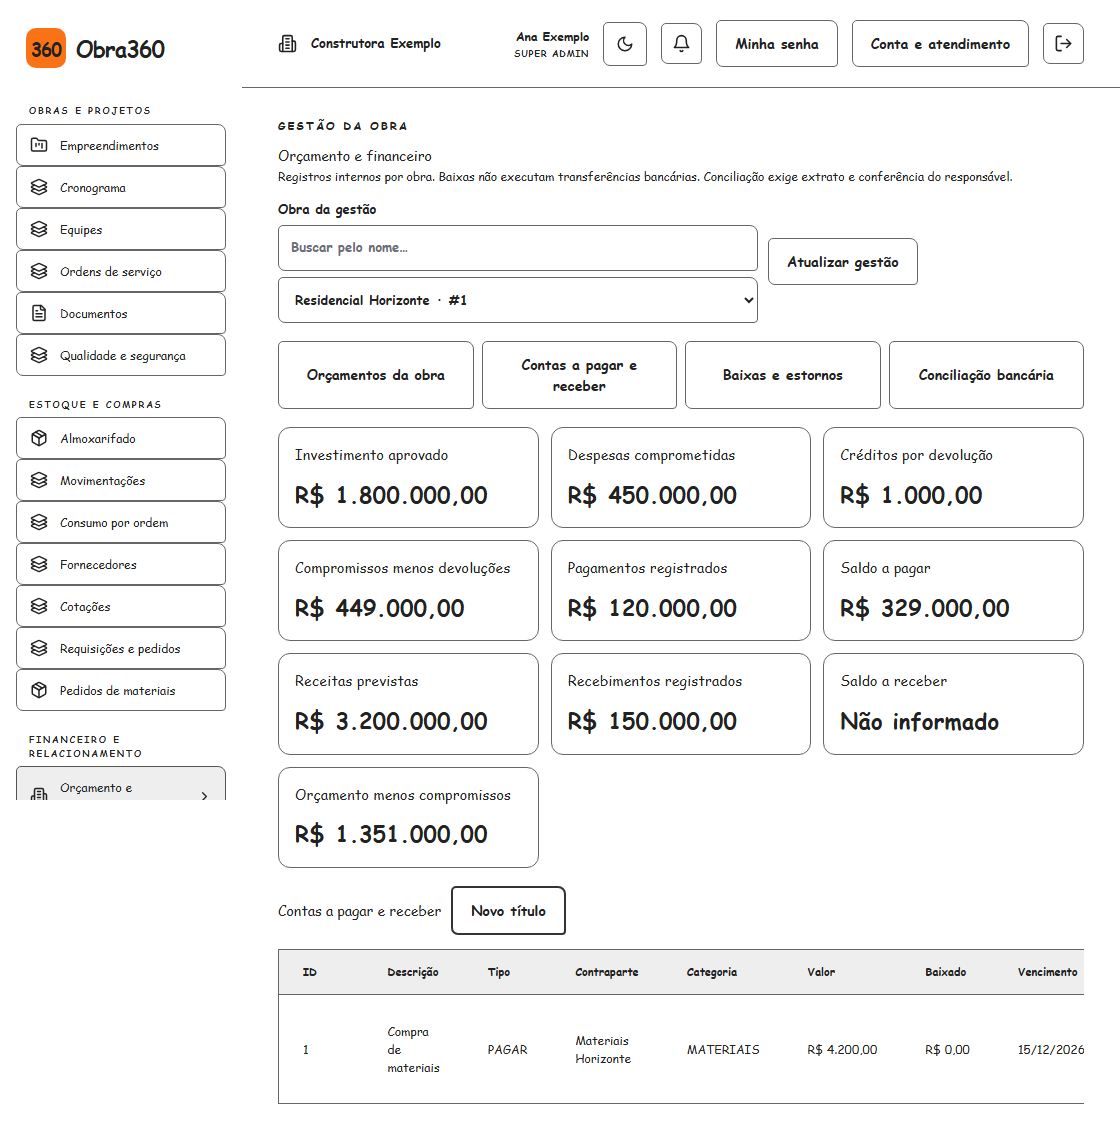 360 Obra360
OBRAS E PROJETOS
Empreendimentos
Cronograma
Equipes
Ordens de serviço
Documentos
Qualidade e segurança
ESTOQUE E COMPRAS
Almoxarifado
Movimentações
Consumo por ordem
Fornecedores
Cotações
Requisições e pedidos
Pedidos de materiais
FINANCEIRO E
RELACIONAMENTO
Orçamento e
Construtora Exemplo
Ana Exemplo
SUPER ADMIN
Minha senha
Conta e atendimento
GESTÃO DA OBRA
Orçamento e financeiro
Registros internos por obra. Baixas não executam transferências bancárias. Conciliação exige extrato e conferência do responsável.
Obra da gestão
Buscar pelo nome…
Atualizar gestão
Residencial Horizonte · #1
Orçamentos da obra
Contas a pagar e
receber
Baixas e estornos
Conciliação bancária
Investimento aprovado
R$ 1.800.000,00
Despesas comprometidas
R$ 450.000,00
Créditos por devolução
R$ 1.000,00
Compromissos menos devoluções
R$ 449.000,00
Pagamentos registrados
R$ 120.000,00
Saldo a pagar
R$ 329.000,00
Receitas previstas
R$ 3.200.000,00
Recebimentos registrados
R$ 150.000,00
Saldo a receber
Não informado
Orçamento menos compromissos
R$ 1.351.000,00
Contas a pagar e receber
Novo título
ID Descrição Tipo Contraparte Categoria Valor Baixado Vencimento
1 Compra de materiais PAGAR Materiais Horizonte MATERIAIS R$ 4.200,00 R$ 0,00 15/12/2026